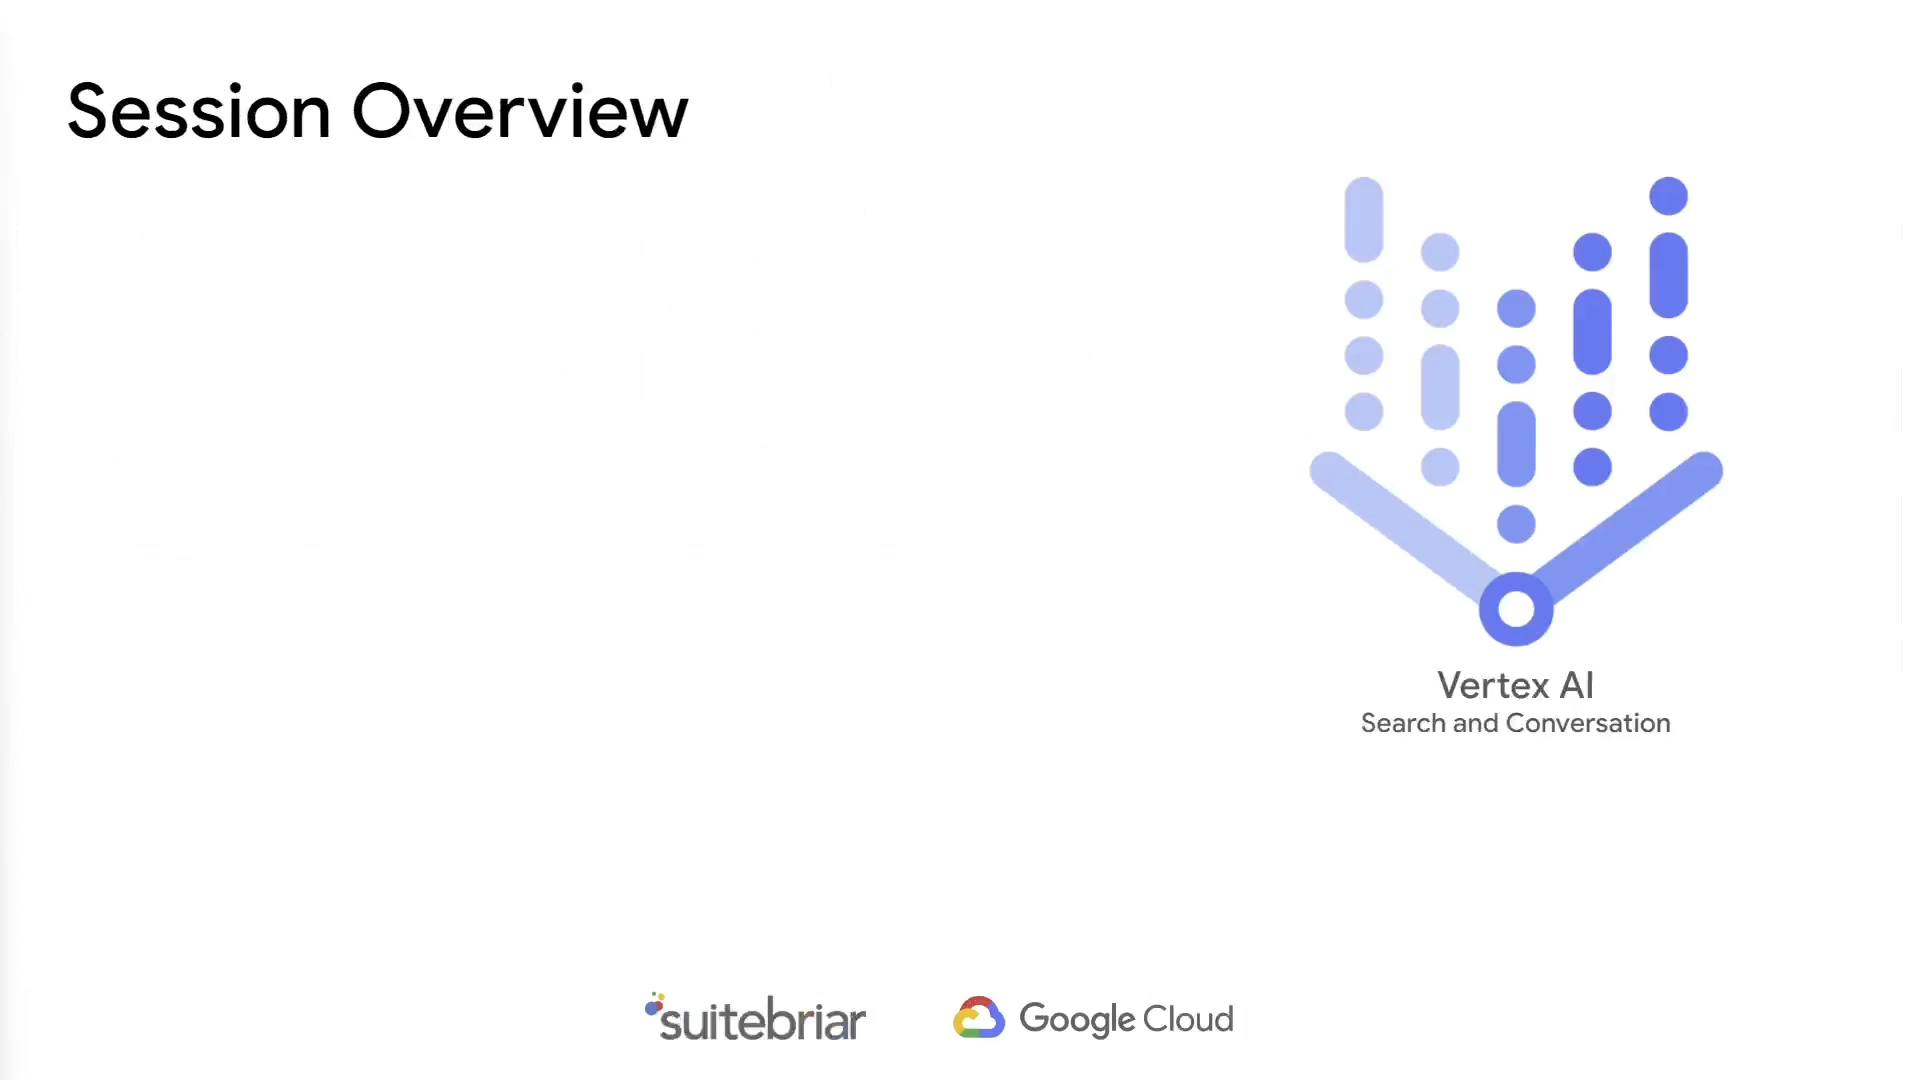 Session Overview
Vertex AI
Search and Conversation
suitebriar
Google Cloud